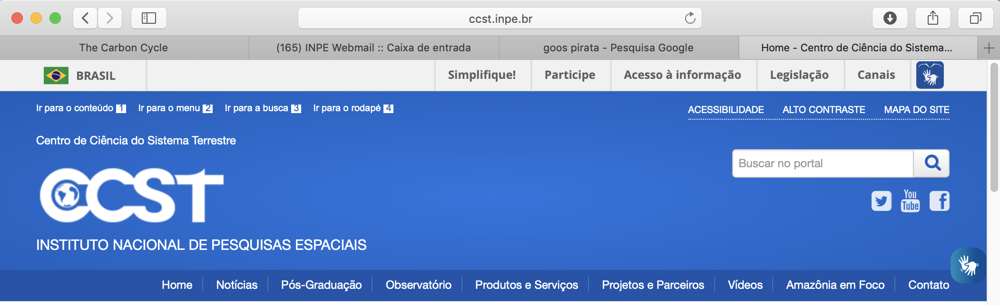 ccst.inpe.br
The Carbon Cycle
(165) INPE Webmail :: Caixa de entrada
goos pirata - Pesquisa Google
Home - Centro de Ciência do Sistema...
BRASIL
Simplifique!
Participe
Acesso à informação
Legislação
Canais
Ir para o conteúdo 1
Ir para o menu 2
Ir para a busca 3
Ir para o rodapé 4
ACESSIBILIDADE
ALTO CONTRASTE
MAPA DO SITE
Centro de Ciência do Sistema Terrestre
Buscar no portal
CCST
You
Tube
f
INSTITUTO NACIONAL DE PESQUISAS ESPACIAIS
Home
Notícias
Pós-Graduação
Observatório
Produtos e Serviços
Projetos e Parceiros
Vídeos
Amazônia em Foco
Contato